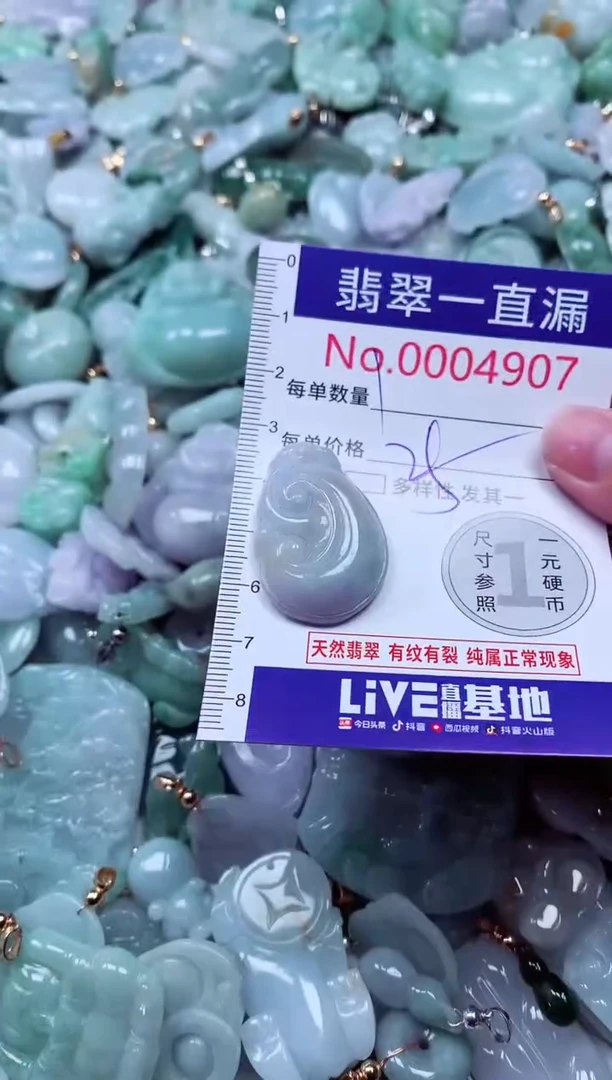 0
翡翠一直漏
1
No.0004907
2
每单数量
3
每单价格
多样性 发其一
尺寸参照
1
一元硬币
6
7
天然翡翠 有纹有裂 纯属正常现象
8
LiVE直播基地
今日头条 抖音 西瓜视频 抖音火山版